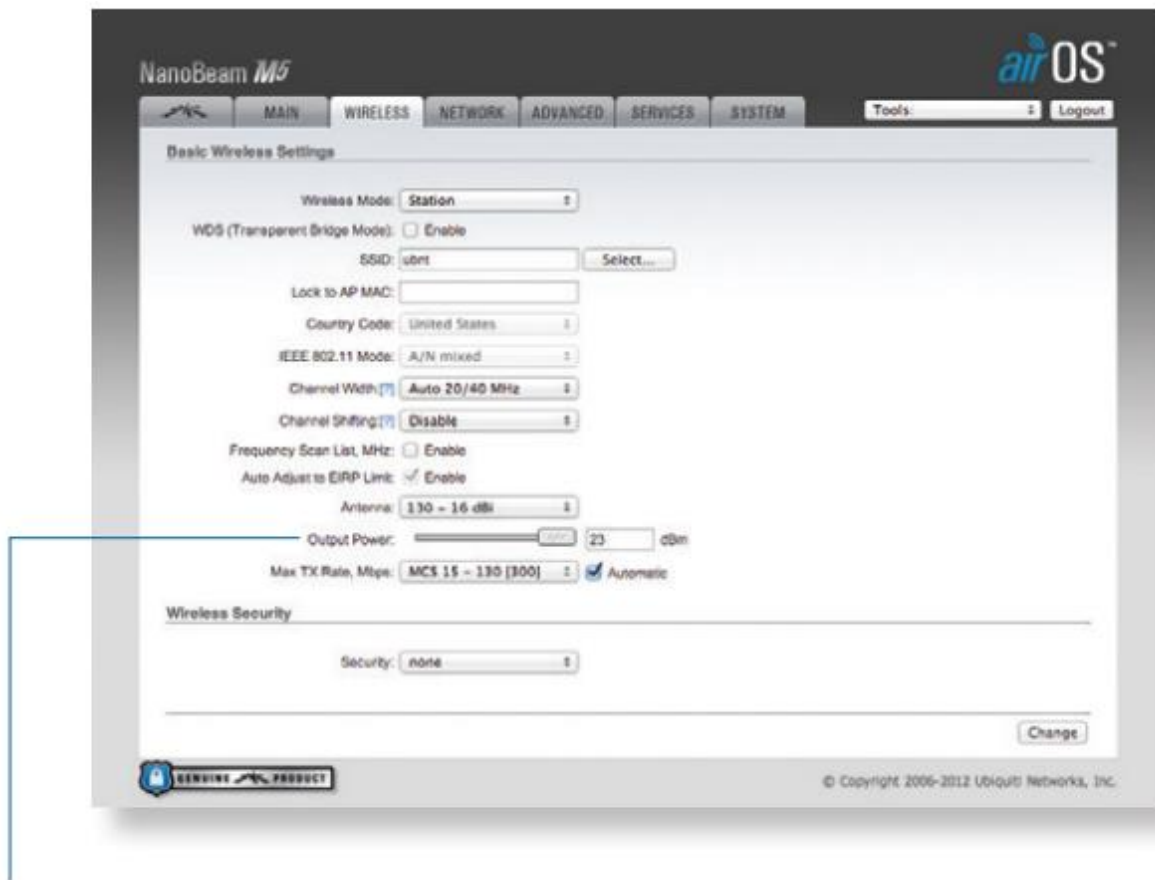 NanoBeam M5
airOS™
MAIN WIRELESS NETWORK ADVANCED SERVICES SYSTEM Tools: Logout
Basic Wireless Settings
Wireless Mode: Station
WDS (Transparent Bridge Mode): Enable
SSID: ubnt Select...
Lock to AP MAC:
Country Code: United States
IEEE 802.11 Mode: A/N mixed
Channel Width:[?] Auto 20/40 MHz
Channel Shifting:[?] Disable
Frequency Scan List, MHz: Enable
Auto Adjust to EIRP Limit: Enable
Antenna: 130 - 16 dBi
Output Power: 23 dBm
Max TX Rate, Mbps: MCS 15 - 130 [300] Automatic
Wireless Security
Security: none
Change
GENUINE PRODUCT
© Copyright 2006-2012 Ubiquiti Networks, Inc.